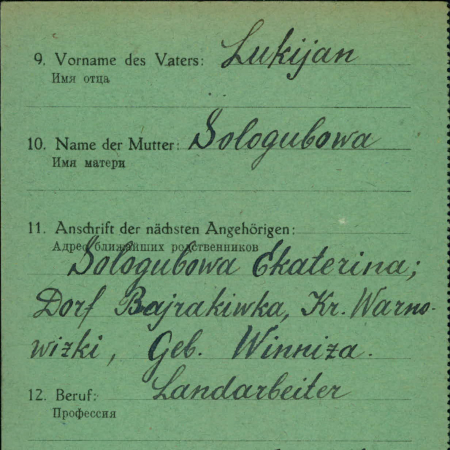 9. Vorname des Vaters: Lukijan
Имя отца
10. Name der Mutter: Sologubowa
Имя матери
11. Anschrift der nächsten Angehörigen:
Адрес ближайших родственников
Sologubowa Ekaterina;
Dorf Bajrakiwka, Kr. Warno-
wizki, Geb. Winniza.
12. Beruf: Landarbeiter
Профессия